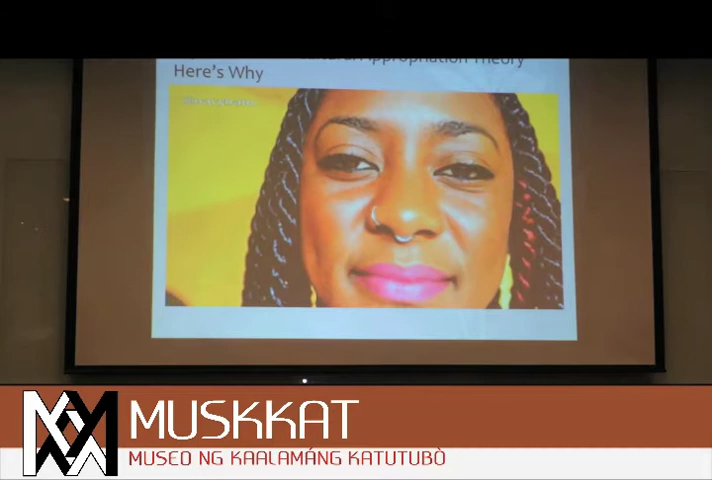 Appropriation Theory
Here's Why
MUSKKAT
MUSEO NG KAALAMÁNG KATUTUBÒ